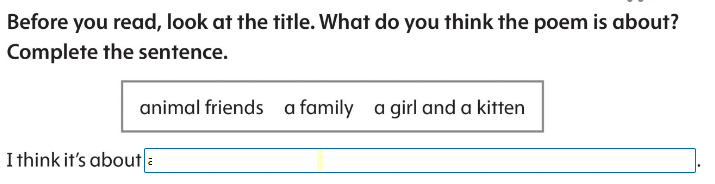 Before you read, look at the title. What do you think the poem is about?
Complete the sentence.
animal friends a family a girl and a kitten
I think it's about a.